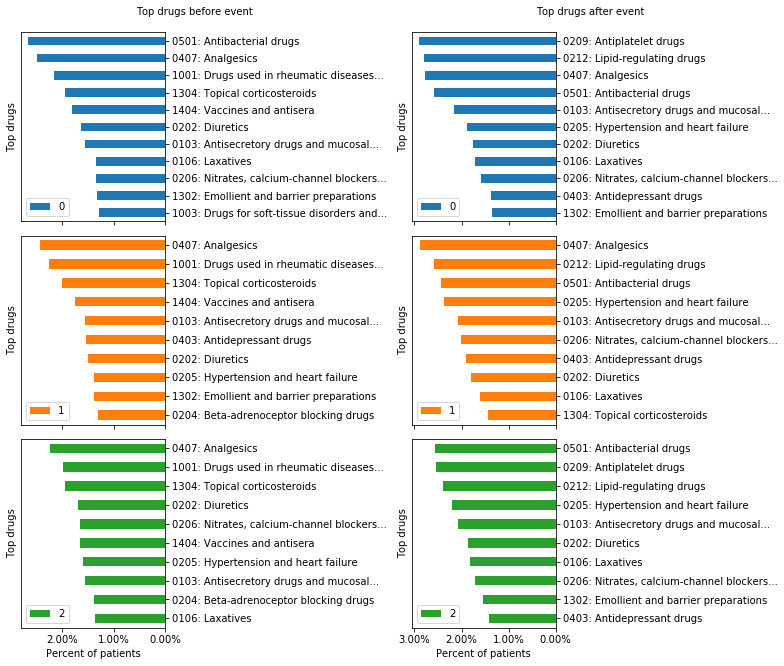 Top drugs before event
Top drugs
0501: Antibacterial drugs
0407: Analgesics
1001: Drugs used in rheumatic diseases...
1304: Topical corticosteroids
1404: Vaccines and antisera
0202: Diuretics
0103: Antisecretory drugs and mucosal...
0106: Laxatives
0206: Nitrates, calcium-channel blockers...
1302: Emollient and barrier preparations
1003: Drugs for soft-tissue disorders and...
0
Top drugs
0407: Analgesics
1001: Drugs used in rheumatic diseases...
1304: Topical corticosteroids
1404: Vaccines and antisera
0103: Antisecretory drugs and mucosal...
0403: Antidepressant drugs
0202: Diuretics
0205: Hypertension and heart failure
1302: Emollient and barrier preparations
0204: Beta-adrenoceptor blocking drugs
1
Top drugs
0407: Analgesics
1001: Drugs used in rheumatic diseases...
1304: Topical corticosteroids
0202: Diuretics
0206: Nitrates, calcium-channel blockers...
1404: Vaccines and antisera
0205: Hypertension and heart failure
0103: Antisecretory drugs and mucosal...
0204: Beta-adrenoceptor blocking drugs
0106: Laxatives
2
2.00% 1.00% 0.00%
Percent of patients
Top drugs after event
Top drugs
0209: Antiplatelet drugs
0212: Lipid-regulating drugs
0407: Analgesics
0501: Antibacterial drugs
0103: Antisecretory drugs and mucosal...
0205: Hypertension and heart failure
0202: Diuretics
0106: Laxatives
0206: Nitrates, calcium-channel blockers...
0403: Antidepressant drugs
1302: Emollient and barrier preparations
0
Top drugs
0407: Analgesics
0212: Lipid-regulating drugs
0501: Antibacterial drugs
0205: Hypertension and heart failure
0103: Antisecretory drugs and mucosal...
0206: Nitrates, calcium-channel blockers...
0403: Antidepressant drugs
0202: Diuretics
0106: Laxatives
1304: Topical corticosteroids
1
Top drugs
0501: Antibacterial drugs
0209: Antiplatelet drugs
0212: Lipid-regulating drugs
0205: Hypertension and heart failure
0103: Antisecretory drugs and mucosal...
0202: Diuretics
0106: Laxatives
0206: Nitrates, calcium-channel blockers...
1302: Emollient and barrier preparations
0403: Antidepressant drugs
2
3.00% 2.00% 1.00% 0.00%
Percent of patients